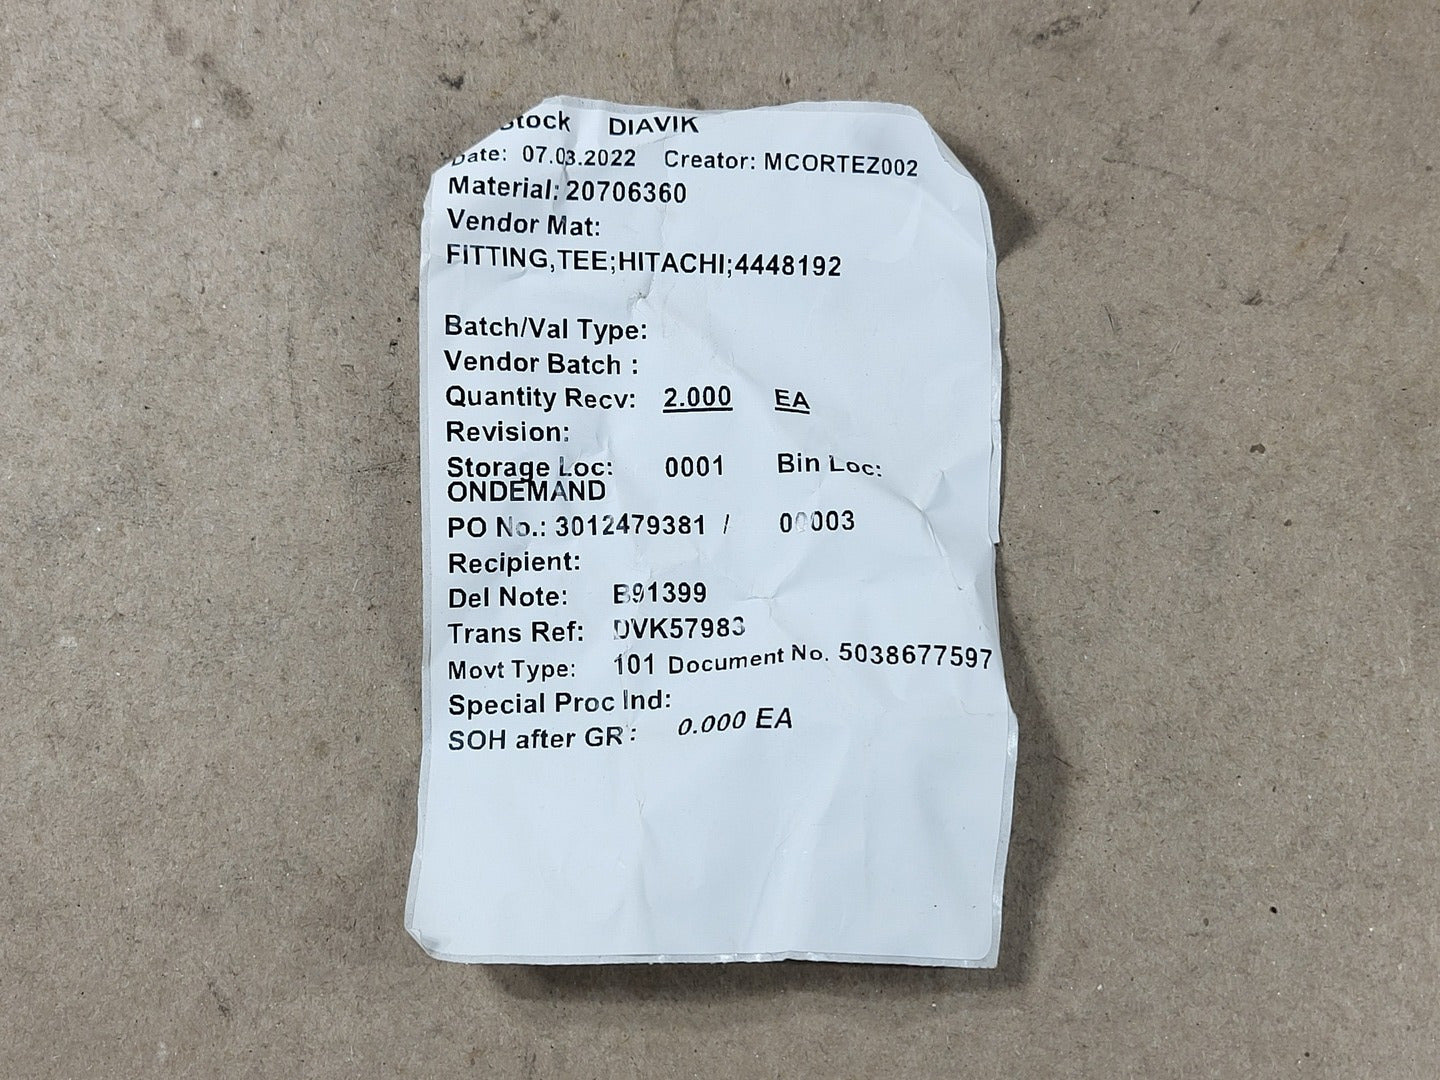 Stock DIAVIK
Date: 07.03.2022 Creator: MCORTEZ002
Material: 20706360
Vendor Mat:
FITTING,TEE;HITACHI;4448192
Batch/Val Type:
Vendor Batch :
Quantity Recv: 2.000 EA
Revision:
Storage Loc: 0001 Bin Loc:
ONDEMAND
PO No.: 3012479381 / 00003
Recipient:
Del Note: B91399
Trans Ref: DVK57983
Movt Type: 101 Document No. 5038677597
Special Proc Ind:
SOH after GR : 0.000 EA